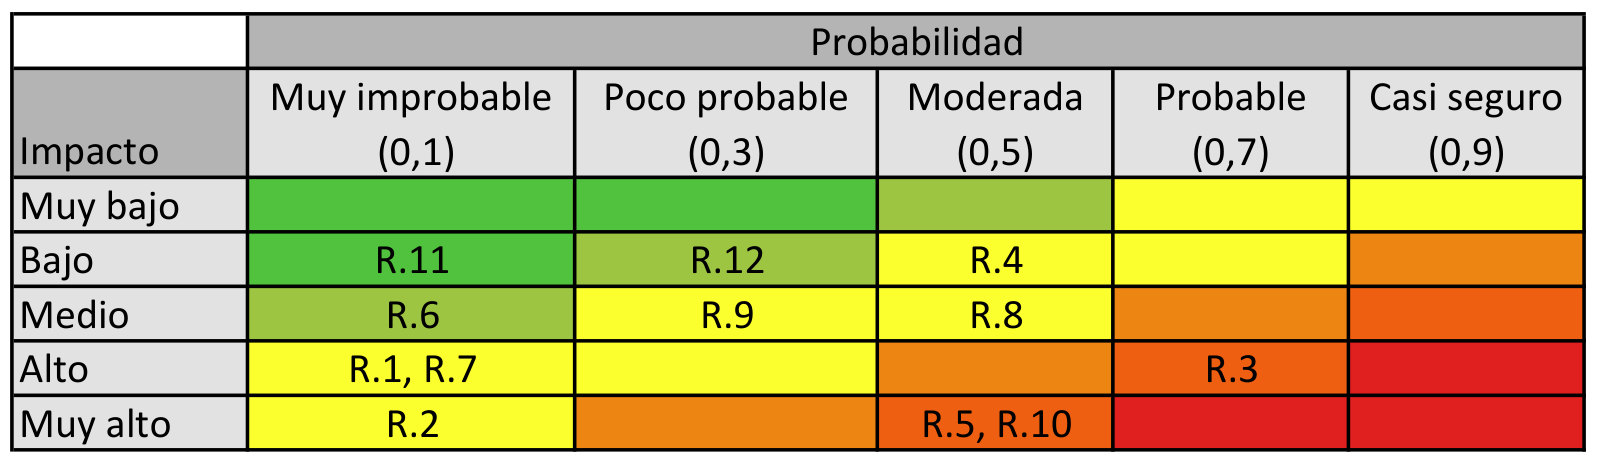 Probabilidad
Impacto
Muy improbable
(0,1)
Poco probable
(0,3)
Moderada
(0,5)
Probable
(0,7)
Casi seguro
(0,9)
Muy bajo
Bajo R.11 R.12 R.4
Medio R.6 R.9 R.8
Alto R.1, R.7 R.3
Muy alto R.2 R.5, R.10